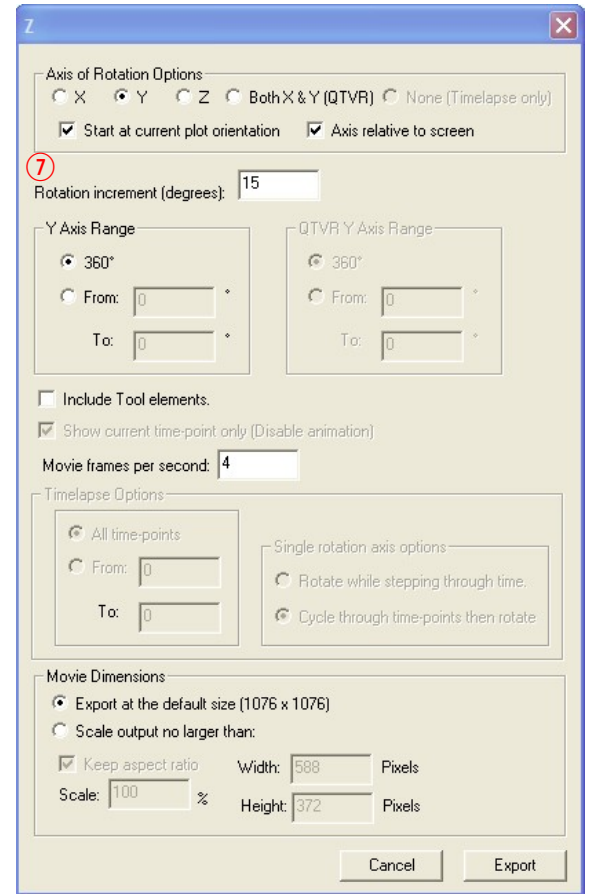 Z
Axis of Rotation Options
X Y Z Both X & Y (QTVR) None (Timelapse only)
Start at current plot orientation Axis relative to screen
7
Rotation increment (degrees): 15
Y Axis Range QTVR Y Axis Range
360° 360°
From: 0 ° From: 0 °
To: 0 ° To: 0 °
Include Tool elements.
Show current time-point only (Disable animation)
Movie frames per second: 4
Timelapse Options
All time-points
Single rotation axis options
From: 0
Rotate while stepping through time.
To: 0
Cycle through time-points then rotate
Movie Dimensions
Export at the default size (1076 x 1076)
Scale output no larger than:
Keep aspect ratio Width: 588 Pixels
Scale: 100 % Height: 372 Pixels
Cancel Export